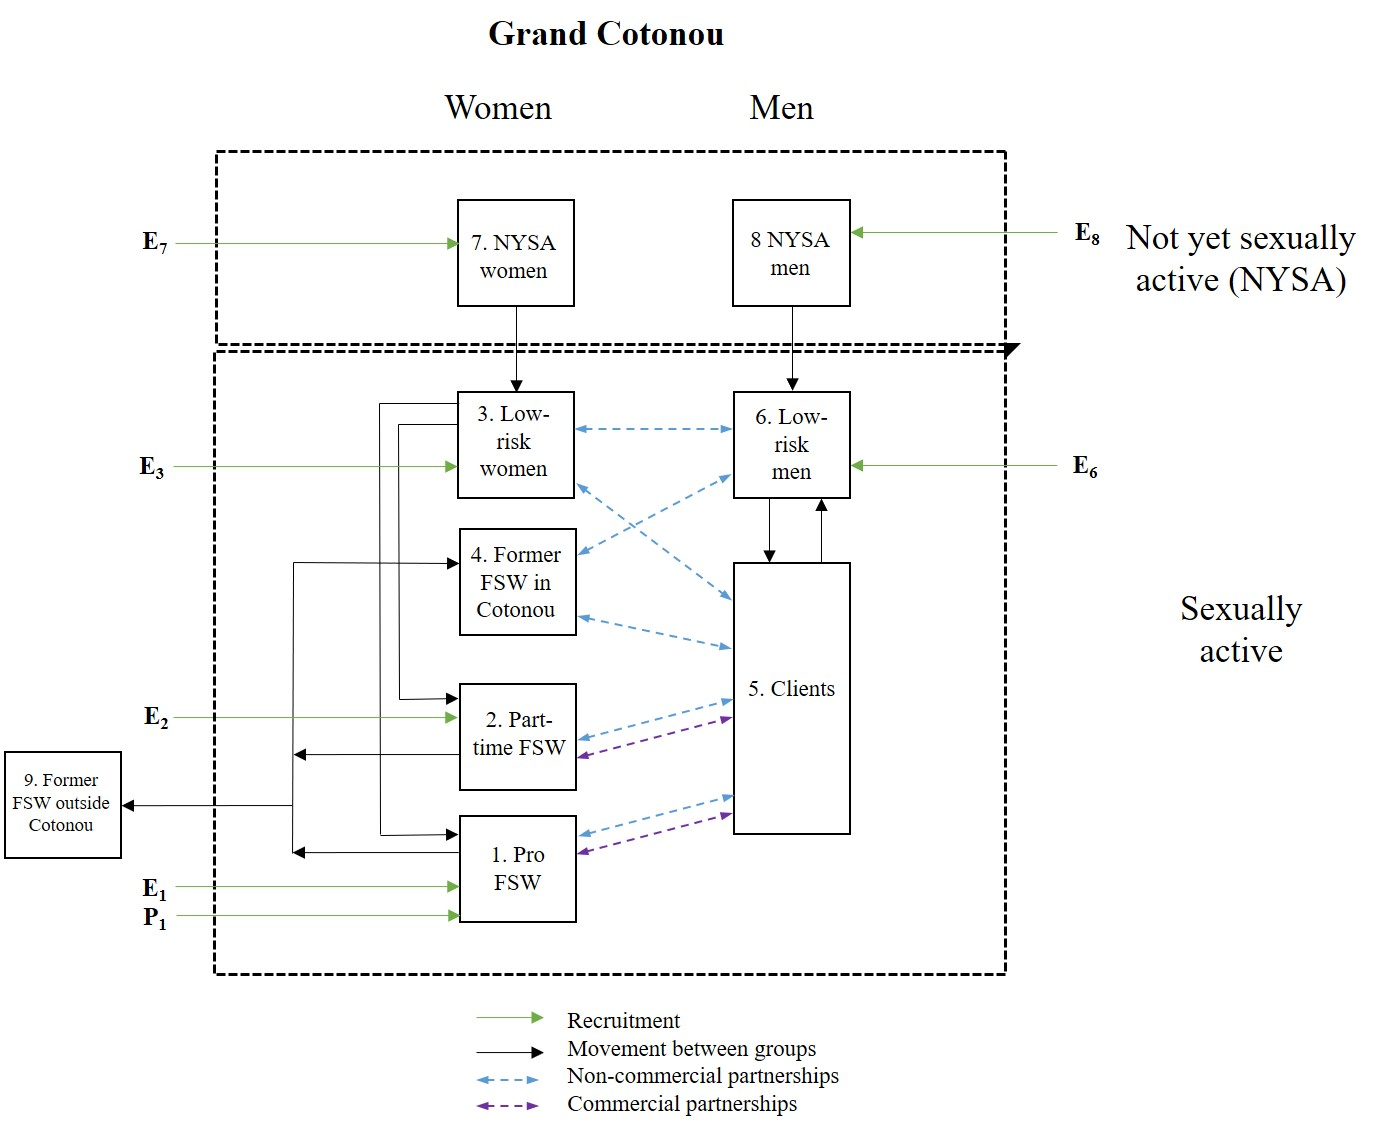 Grand Cotonou
Women
Men
E7
7. NYSA
women
8 NYSA
men
E8
Not yet sexually
active (NYSA)
3. Low-
risk
women
6. Low-
risk
men
E3
E6
4. Former
FSW in
Cotonou
Sexually
active
5. Clients
E2
2. Part-
time FSW
9. Former
FSW outside
Cotonou
1. Pro
FSW
E1
P1
Recruitment
Movement between groups
Non-commercial partnerships
Commercial partnerships